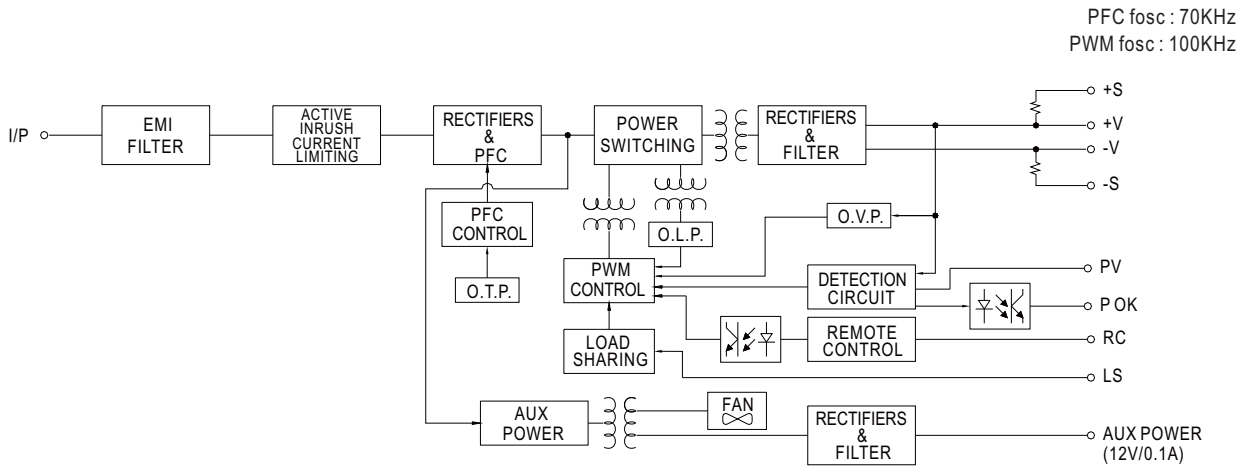 PFC fosc : 70KHz
PWM fosc : 100KHz
I/P
EMI
FILTER
ACTIVE
INRUSH
CURRENT
LIMITING
RECTIFIERS
&
PFC
POWER
SWITCHING
RECTIFIERS
&
FILTER
+S
+V
-V
-S
PFC
CONTROL
O.L.P.
O.V.P.
O.T.P.
PWM
CONTROL
DETECTION
CIRCUIT
PV
P OK
LOAD
SHARING
REMOTE
CONTROL
RC
LS
AUX
POWER
FAN
RECTIFIERS
&
FILTER
AUX POWER
(12V/0.1A)